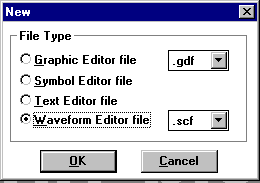 New
File Type
Graphic Editor file .gdf
Symbol Editor file
Text Editor file
Waveform Editor file .scf
OK Cancel